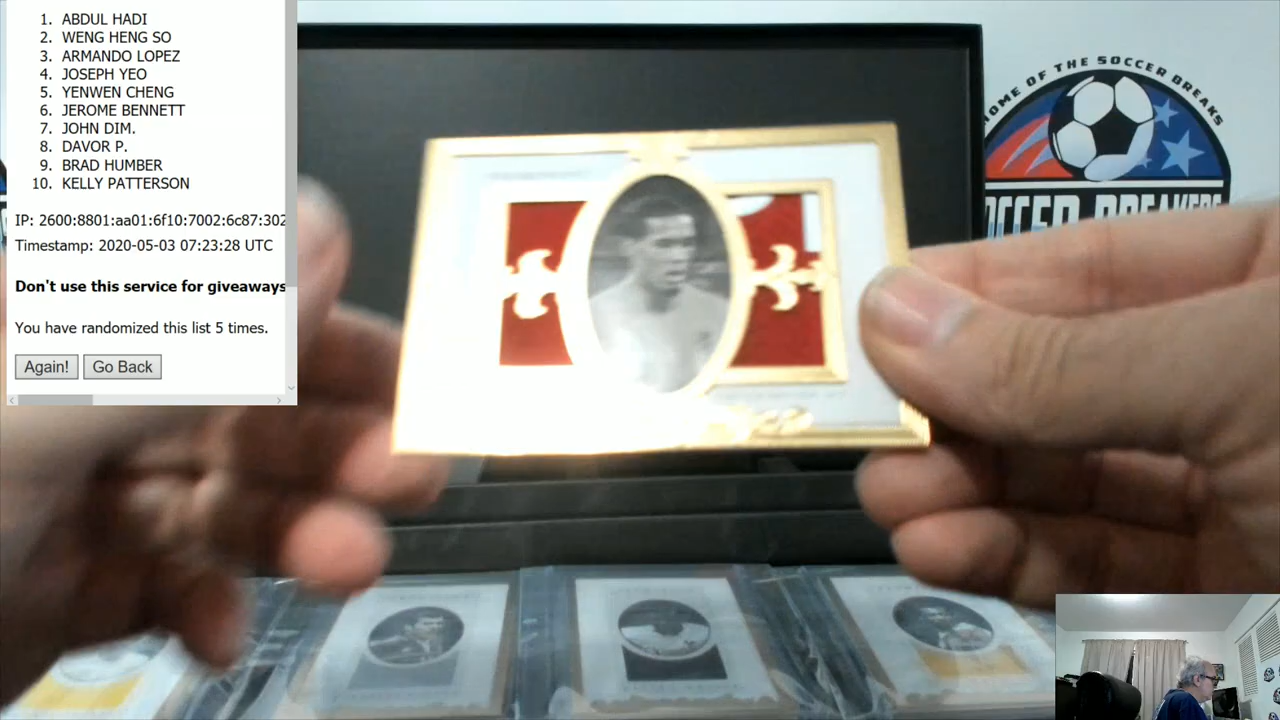 1. ABDUL HADI
2. WENG HENG SO
3. ARMANDO LOPEZ
4. JOSEPH YEO
5. YENWEN CHENG
6. JEROME BENNETT
7. JOHN DIM.
8. DAVOR P.
9. BRAD HUMBER
10. KELLY PATTERSON
IP: 2600:8801:aa01:6f10:7002:6c87:302
Timestamp: 2020-05-03 07:23:28 UTC
Don't use this service for giveaways
You have randomized this list 5 times.
Again! Go Back
HOME OF THE SOCCER BREAKS
SOCCER BREAKERS